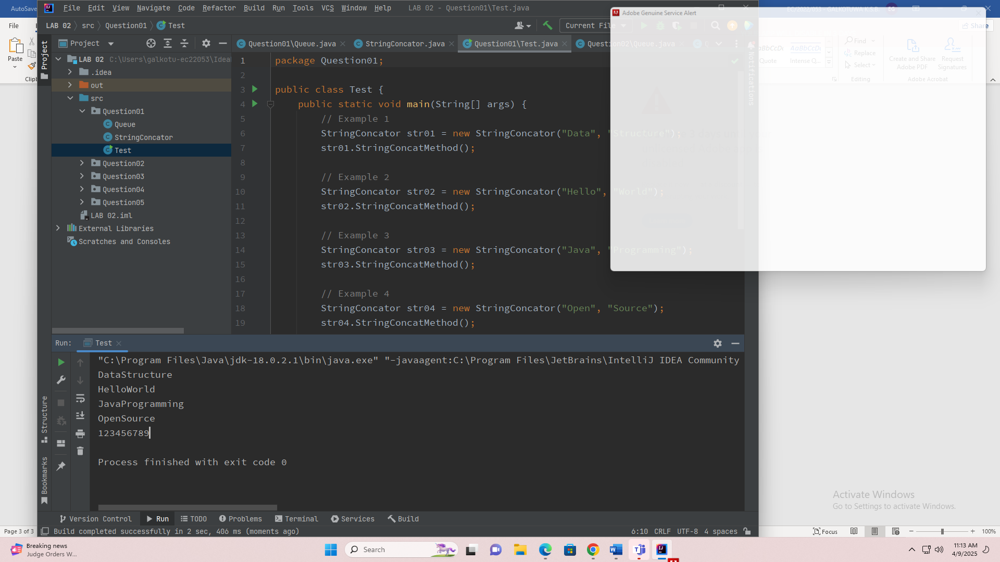 AutoSave
File Edit View Navigate Code Refactor Build Run Tools VCS Window Help LAB 02 - Question01\Test.java
EC/2022/053 - GALKOTUWA K.S.B. EG
Adobe Genuine Service Alert
File
Share
LAB 02 src Question01 Test
Current File
Project
Question01\Queue.java StringConcator.java Question01\Test.java Question02\Queue.java
Find
Replace
Select
Editing
Quote
Intense Q...
Create and Share Adobe PDF
Request Signatures
Adobe Acrobat
Paste
Project
Notifications
LAB 02 C:\Users\galkotu-ec22053\Idea
.idea
out
src
Question01
Queue
StringConcator
Test
Question02
Question03
Question04
Question05
LAB 02.iml
External Libraries
Scratches and Consoles
1 package Question01;
2
3 public class Test {
4 public static void main(String[] args) {
5 // Example 1
6 StringConcator str01 = new StringConcator("Data", "Structure");
7 str01.StringConcatMethod();
8
9 // Example 2
10 StringConcator str02 = new StringConcator("Hello", "World");
11 str02.StringConcatMethod();
12
13 // Example 3
14 StringConcator str03 = new StringConcator("Java", "Programming");
15 str03.StringConcatMethod();
16
17 // Example 4
18 StringConcator str04 = new StringConcator("Open", "Source");
19 str04.StringConcatMethod();
Run: Test
"C:\Program Files\Java\jdk-18.0.2.1\bin\java.exe" "-javaagent:C:\Program Files\JetBrains\IntelliJ IDEA Community
DataStructure
HelloWorld
JavaProgramming
OpenSource
123456789
Process finished with exit code 0
Structure
Bookmarks
Activate Windows
Go to Settings to activate Windows.
Version Control Run TODO Problems Terminal Services Build
Page 3 of 3
Build completed successfully in 2 sec, 406 ms (moments ago)
6:10 CRLF UTF-8 4 spaces
Focus
100%
Breaking news
Judge Orders W...
Search
11:13 AM
4/9/2025